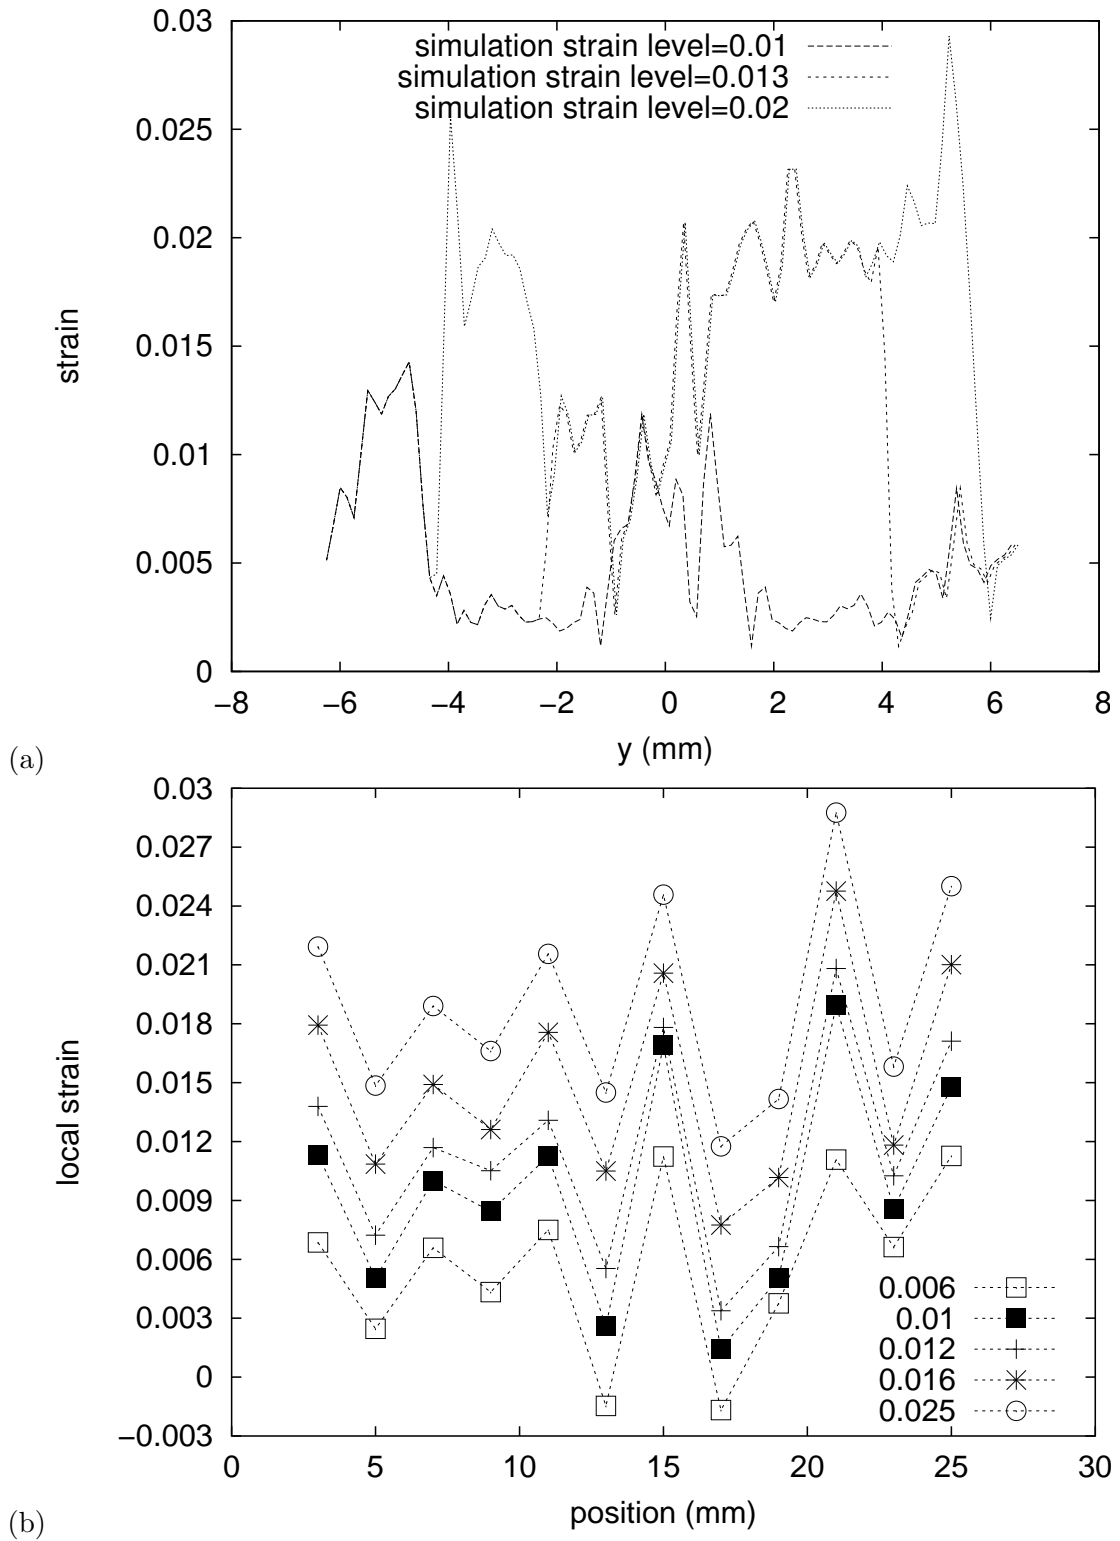 0.03
simulation strain level=0.01
simulation strain level=0.013
simulation strain level=0.02
0.025
0.02
0.015
0.01
0.005
0
strain
−8 −6 −4 −2 0 2 4 6 8
y (mm)
(a)
0.03
0.027
0.024
0.021
0.018
0.015
0.012
0.009
0.006
0.003
0
−0.003
local strain
0.006
0.01
0.012
0.016
0.025
0 5 10 15 20 25 30
position (mm)
(b)